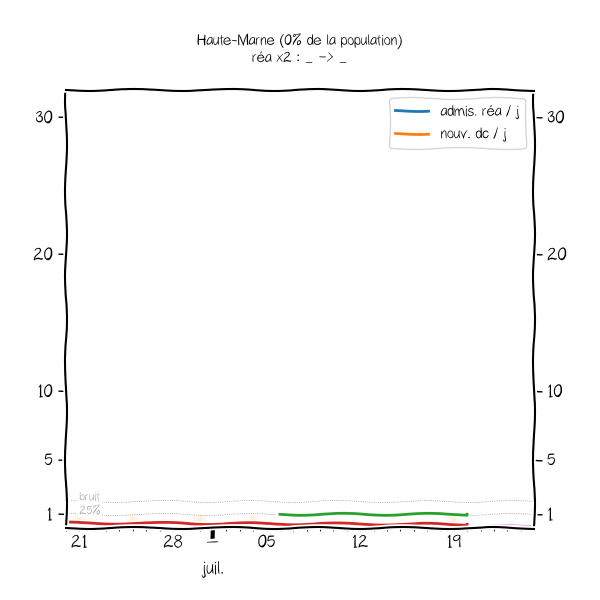 Haute-Marne (0% de la population)
réa x2 : _ -> _
admis. réa / j
nouv. dc / j
30
30
20
20
10
10
5
5
bruit
25%
1
1
21 28 05 12 19
juil.